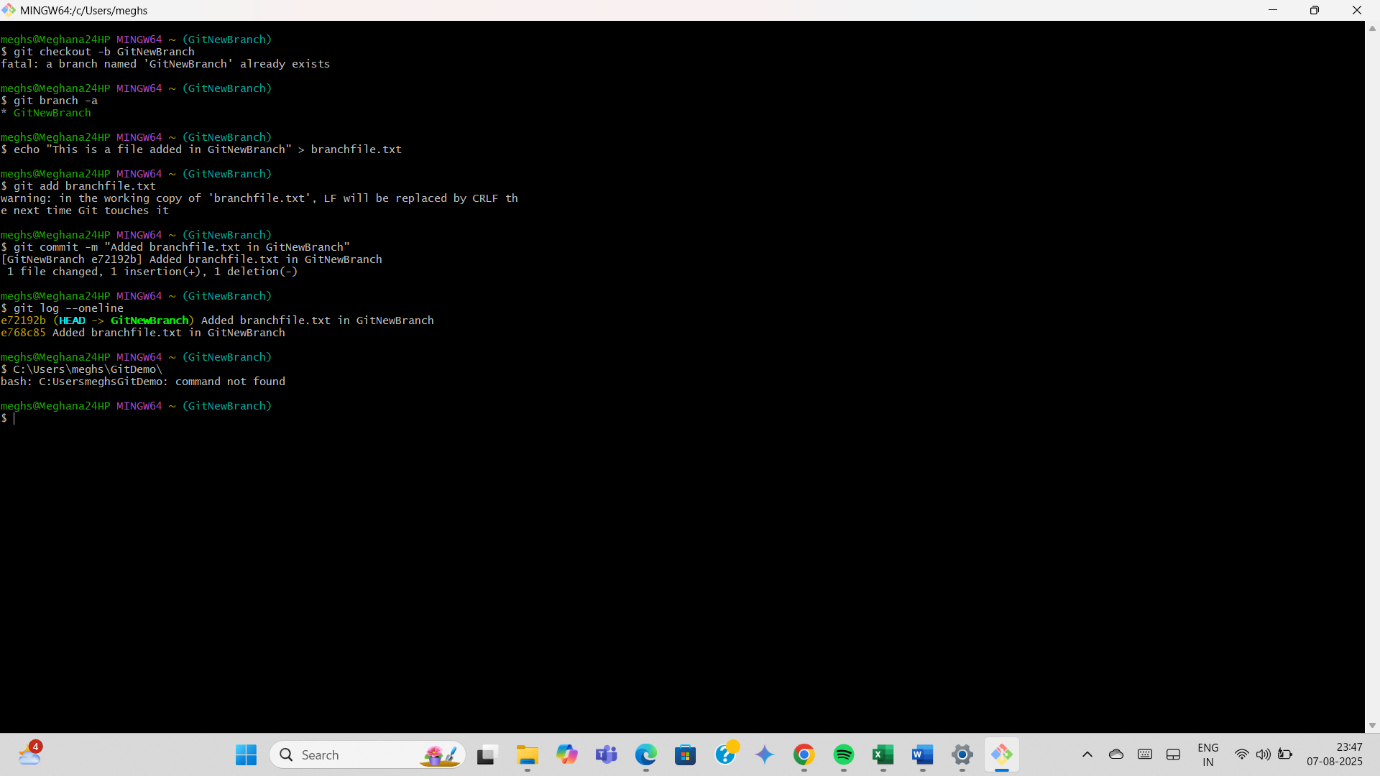 MINGW64:/c/Users/meghs
meghs@Meghana24HP MINGW64 ~ (GitNewBranch)
$ git checkout -b GitNewBranch
fatal: a branch named 'GitNewBranch' already exists
meghs@Meghana24HP MINGW64 ~ (GitNewBranch)
$ git branch -a
* GitNewBranch
meghs@Meghana24HP MINGW64 ~ (GitNewBranch)
$ echo "This is a file added in GitNewBranch" > branchfile.txt
meghs@Meghana24HP MINGW64 ~ (GitNewBranch)
$ git add branchfile.txt
warning: in the working copy of 'branchfile.txt', LF will be replaced by CRLF th
e next time Git touches it
meghs@Meghana24HP MINGW64 ~ (GitNewBranch)
$ git commit -m "Added branchfile.txt in GitNewBranch"
[GitNewBranch e72192b] Added branchfile.txt in GitNewBranch
 1 file changed, 1 insertion(+), 1 deletion(-)
meghs@Meghana24HP MINGW64 ~ (GitNewBranch)
$ git log --oneline
e72192b (HEAD -> GitNewBranch) Added branchfile.txt in GitNewBranch
e768c85 Added branchfile.txt in GitNewBranch
meghs@Meghana24HP MINGW64 ~ (GitNewBranch)
$ C:\Users\meghs\GitDemo\
bash: C:UsersmeghsGitDemo: command not found
meghs@Meghana24HP MINGW64 ~ (GitNewBranch)
$
4
Search
ENG
IN
23:47
07-08-2025